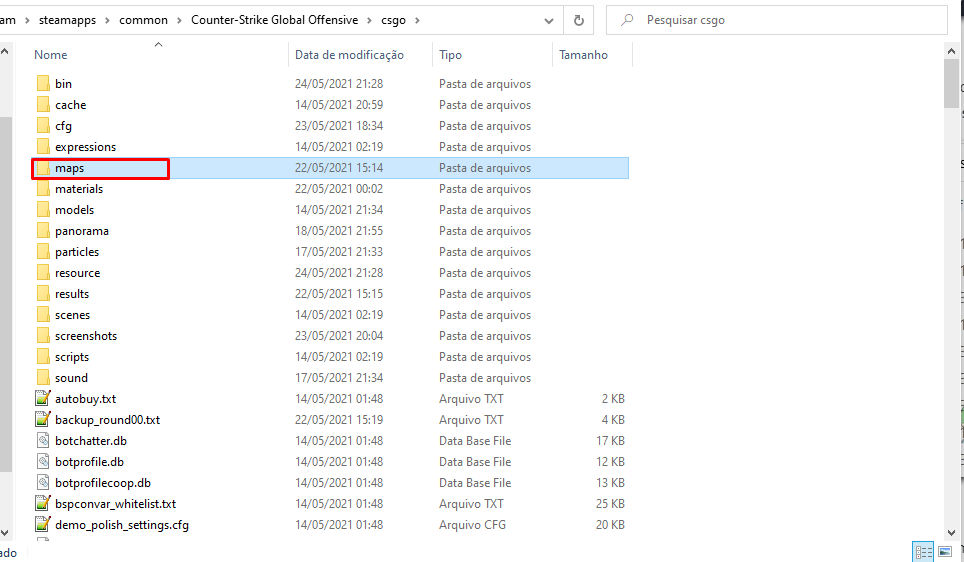 am > steamapps > common > Counter-Strike Global Offensive > csgo > Pesquisar csgo
Nome Data de modificação Tipo Tamanho
bin 24/05/2021 21:28 Pasta de arquivos
cache 14/05/2021 20:59 Pasta de arquivos
cfg 23/05/2021 18:34 Pasta de arquivos
expressions 14/05/2021 02:19 Pasta de arquivos
maps 22/05/2021 15:14 Pasta de arquivos
materials 22/05/2021 00:02 Pasta de arquivos
models 14/05/2021 21:34 Pasta de arquivos
panorama 18/05/2021 21:55 Pasta de arquivos
particles 17/05/2021 21:33 Pasta de arquivos
resource 24/05/2021 21:28 Pasta de arquivos
results 22/05/2021 15:15 Pasta de arquivos
scenes 14/05/2021 02:19 Pasta de arquivos
screenshots 23/05/2021 20:04 Pasta de arquivos
scripts 14/05/2021 02:19 Pasta de arquivos
sound 17/05/2021 21:34 Pasta de arquivos
autobuy.txt 14/05/2021 01:48 Arquivo TXT 2 KB
backup_round00.txt 22/05/2021 15:19 Arquivo TXT 4 KB
botchatter.db 14/05/2021 01:48 Data Base File 17 KB
botprofile.db 14/05/2021 01:48 Data Base File 12 KB
botprofilecoop.db 14/05/2021 01:48 Data Base File 13 KB
bspconvar_whitelist.txt 14/05/2021 01:48 Arquivo TXT 25 KB
demo_polish_settings.cfg 14/05/2021 01:48 Arquivo CFG 20 KB
ado